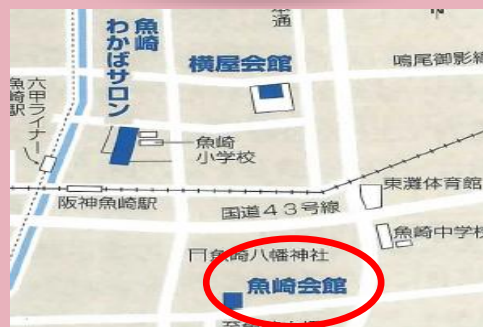 本通
N
魚崎
わかばサロン
横屋会館
鳴尾御影線
六甲ライナー
魚崎駅
魚崎
小学校
東灘体育館
阪神魚崎駅
国道43号線
魚崎中学校
魚崎八幡神社
魚崎会館